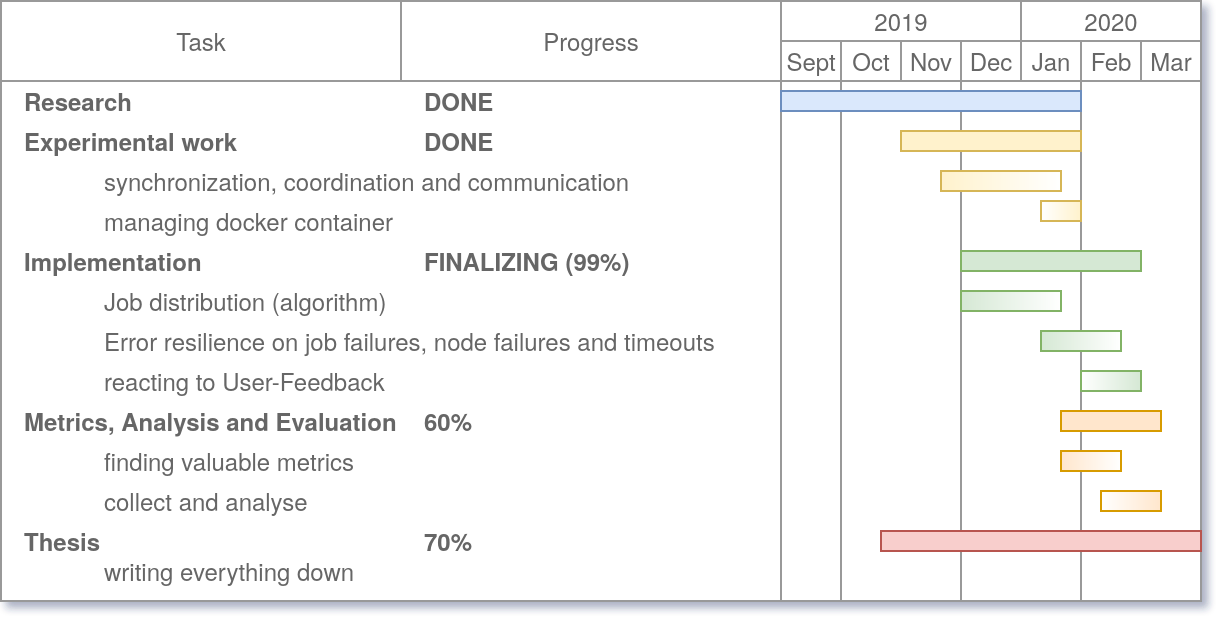 Task Progress 2019 2020
Sept Oct Nov Dec Jan Feb Mar
Research DONE
Experimental work DONE
synchronization, coordination and communication
managing docker container
Implementation FINALIZING (99%)
Job distribution (algorithm)
Error resilience on job failures, node failures and timeouts
reacting to User-Feedback
Metrics, Analysis and Evaluation 60%
finding valuable metrics
collect and analyse
Thesis 70%
writing everything down